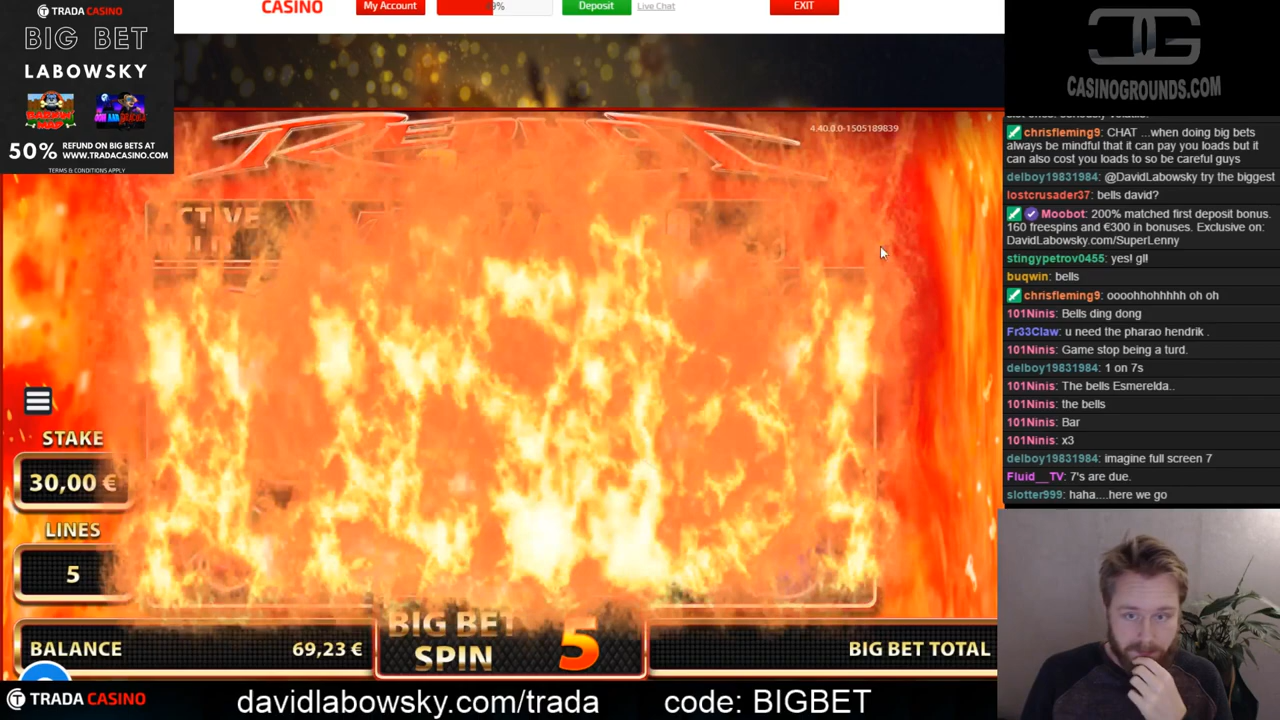 TRADA CASINO
BIG BET
LABOWSKY
50% REFUND ON BIG BETS AT
WWW.TRADACASINO.COM
TERMS & CONDITIONS APPLY
CASINO
My Account
Deposit
Live Chat
EXIT
4.40.0.0-1505189839
ACTIVE
WILD
STAKE
30,00 €
LINES
5
BALANCE
69,23 €
BIG BET
SPIN
5
BIG BET TOTAL
TRADA CASINO
davidlabowsky.com/trada
code: BIGBET
CG
CASINOGROUNDS.COM
chrisfleming9: CHAT ...when doing big bets
always be mindful that it can pay you loads but it
can also cost you loads to so be careful guys
delboy19831984: @DavidLabowsky try the biggest
lostcrusader37: bells david?
Moobot: 200% matched first deposit bonus.
160 freespins and €300 in bonuses. Exclusive on:
DavidLabowsky.com/SuperLenny
stingypetrov0455: yes! gl!
buqwin: bells
chrisfleming9: oooohhohhhhh oh oh
101Ninis: Bells ding dong
Fr33Claw: u need the pharao hendrik .
101Ninis: Game stop being a turd.
delboy19831984: 1 on 7s
101Ninis: The bells Esmerelda..
101Ninis: the bells
101Ninis: Bar
101Ninis: x3
delboy19831984: imagine full screen 7
Fluid__TV: 7's are due.
slotter999: haha....here we go